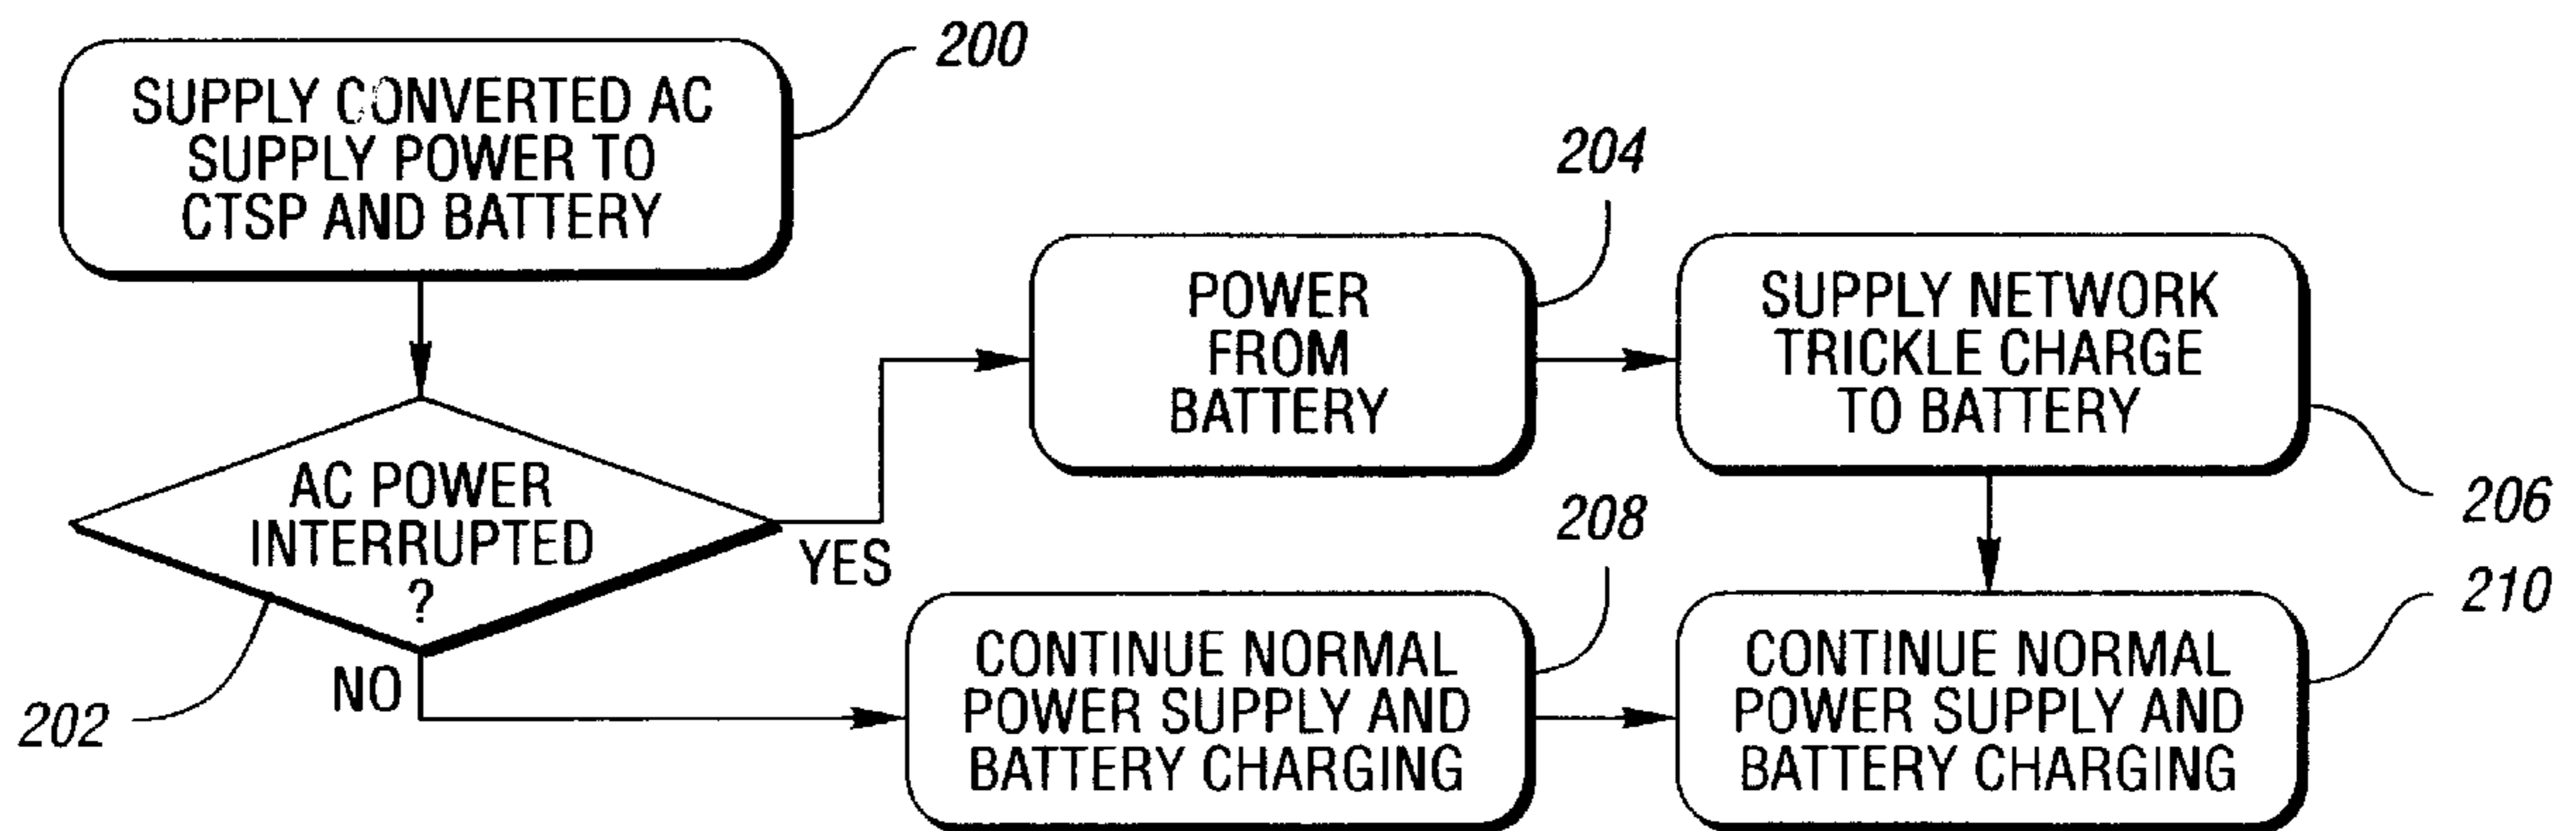 200
SUPPLY CONVERTED AC
SUPPLY POWER TO
CTSP AND BATTERY
204
POWER
FROM
BATTERY
SUPPLY NETWORK
TRICKLE CHARGE
TO BATTERY
206
AC POWER
INTERRUPTED
?
YES
NO
202
208
CONTINUE NORMAL
POWER SUPPLY AND
BATTERY CHARGING
210
CONTINUE NORMAL
POWER SUPPLY AND
BATTERY CHARGING